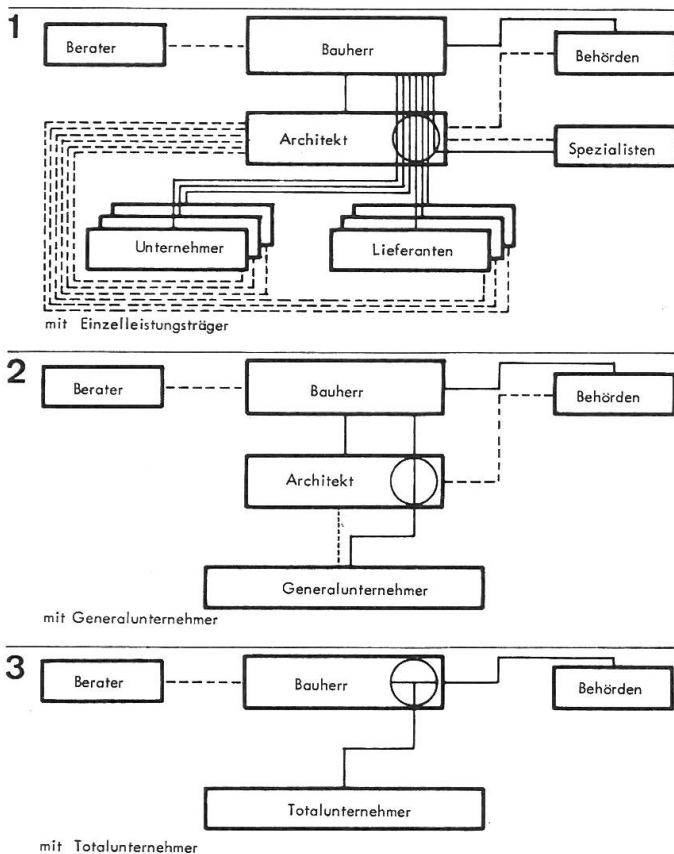 1
Berater
Bauherr
Behörden
Architekt
Spezialisten
Unternehmer
Lieferanten
mit Einzelleistungsträger
2
Berater
Bauherr
Behörden
Architekt
Generalunternehmer
mit Generalunternehmer
3
Berater
Bauherr
Behörden
Totalunternehmer
mit Totalunternehmer